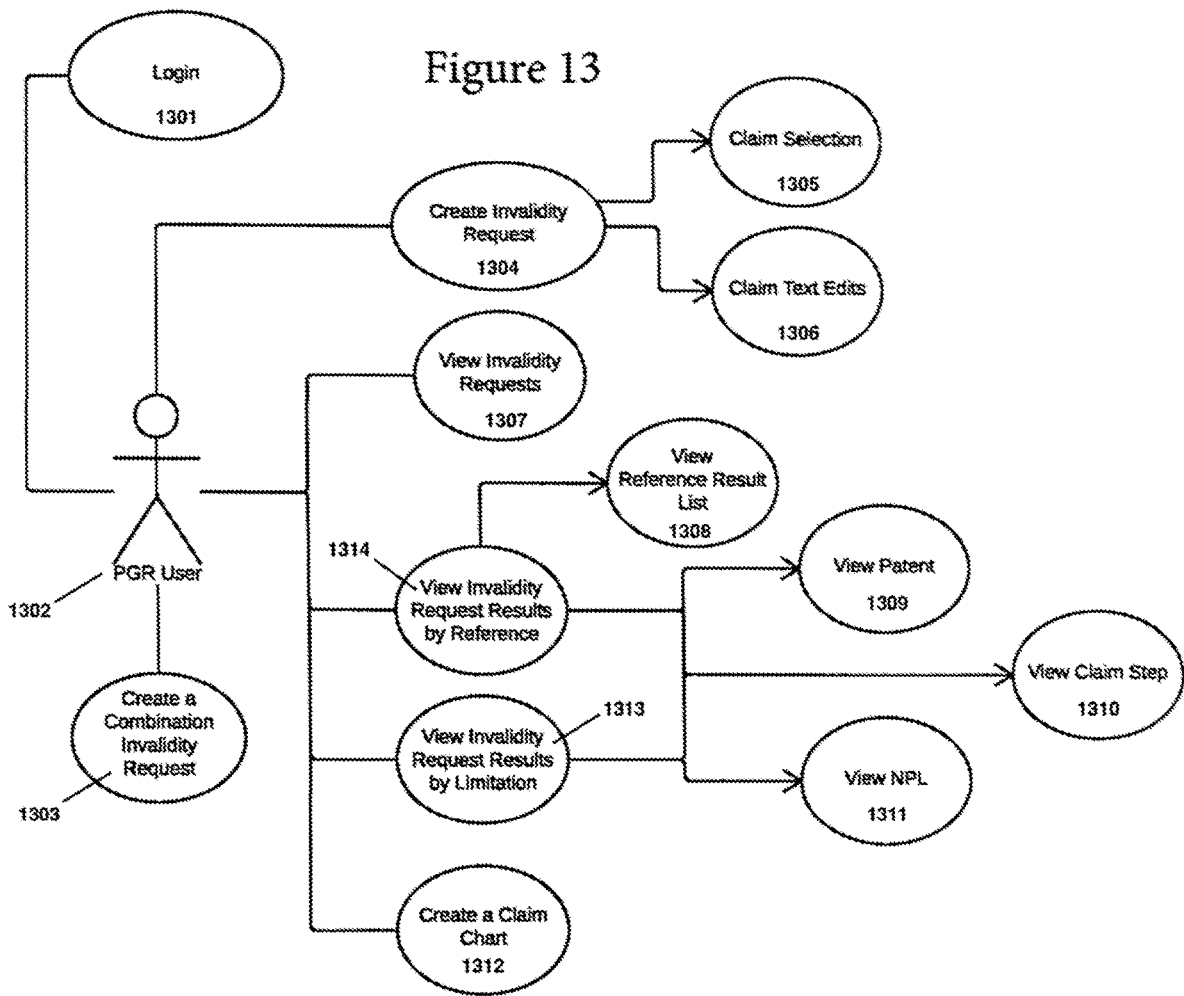 Figure 13
Login
1301
Claim Selection
1305
Create Invalidity
Request
1304
Claim Text Edits
1306
View Invalidity
Requests
1307
View
Reference Result
List
1308
1314
View Invalidity
Request Results
by Reference
View Patent
1309
PGR User
1302
View Claim Step
1310
Create a
Combination
Invalidity
Request
1303
1313
View Invalidity
Request Results
by Limitation
View NPL
1311
Create a Claim
Chart
1312